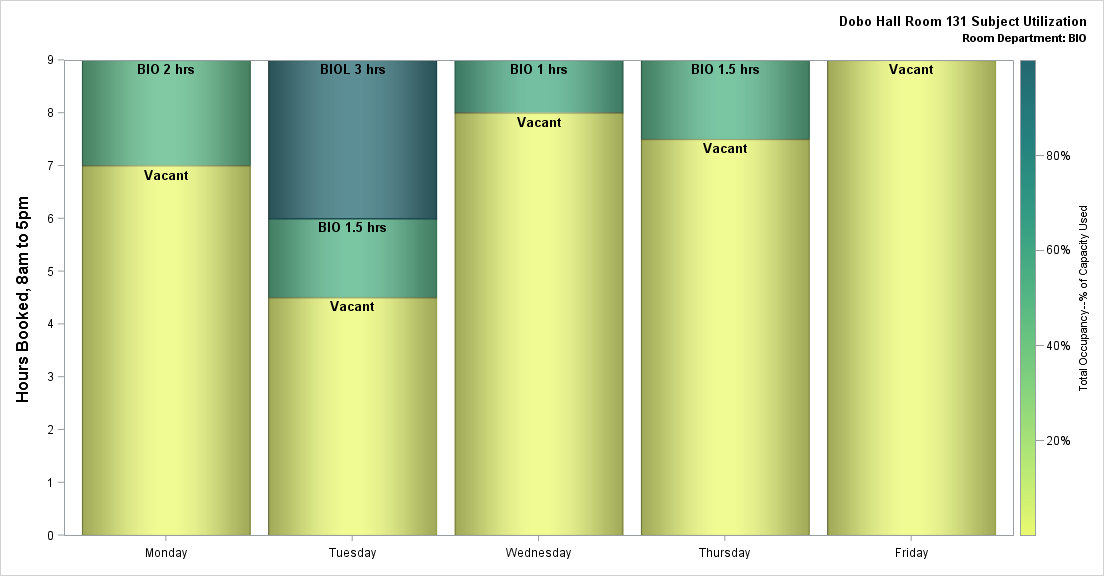 Dobo Hall Room 131 Subject Utilization
Room Department: BIO
Hours Booked, 8am to 5pm
9
8
7
6
5
4
3
2
1
0
BIO 2 hrs
Vacant
BIOL 3 hrs
BIO 1.5 hrs
Vacant
BIO 1 hrs
Vacant
BIO 1.5 hrs
Vacant
Vacant
Monday
Tuesday
Wednesday
Thursday
Friday
80%
60%
40%
20%
Total Occupancy--% of Capacity Used